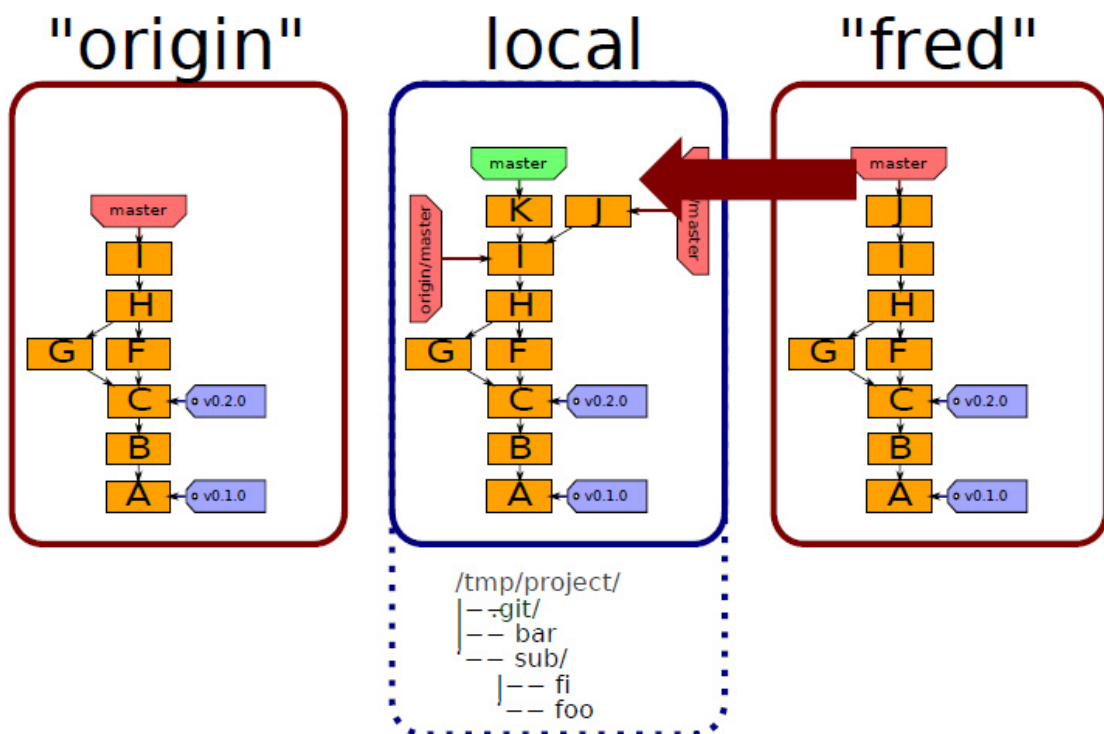 "origin"
master
I
H
G F
C v0.2.0
B
A v0.1.0
local
master
K J
origin/master I /master
H
G F
C v0.2.0
B
A v0.1.0
/tmp/project/
|−−.git/
|−− bar
'−− sub/
|−− fi
'−− foo
"fred"
master
J
I
H
G F
C v0.2.0
B
A v0.1.0